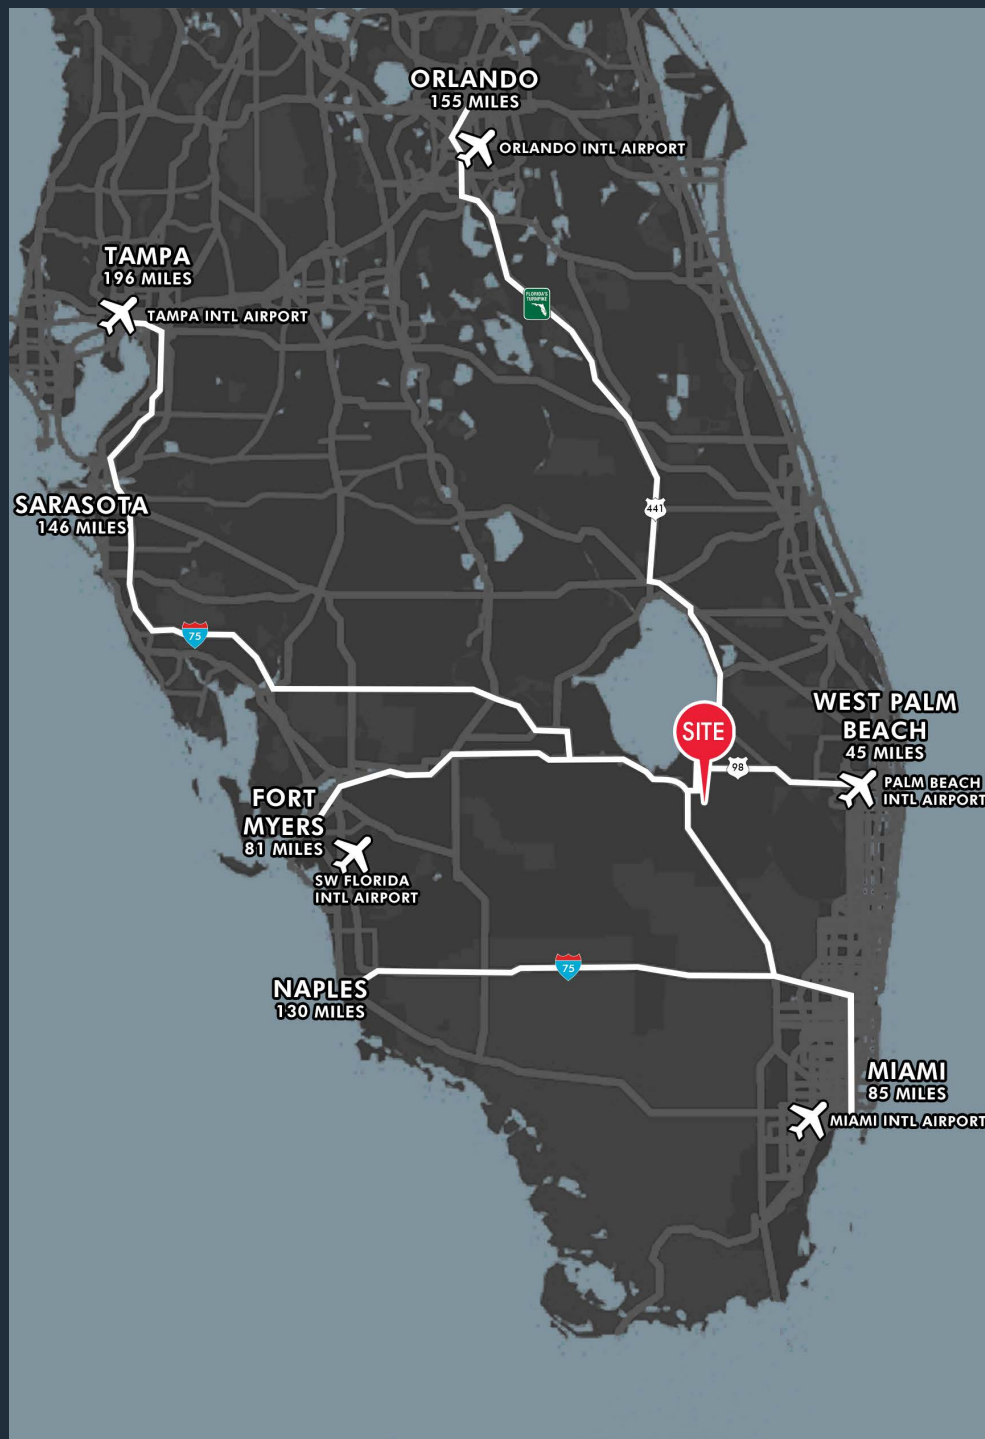 ORLANDO
155 MILES
ORLANDO INTL AIRPORT
TAMPA
196 MILES
TAMPA INTL AIRPORT
FLORIDA'S
TURNPIKE
SARASOTA
146 MILES
441
75
WEST PALM
BEACH
45 MILES
SITE
98
PALM BEACH
INTL AIRPORT
FORT
MYERS
81 MILES
SW FLORIDA
INTL AIRPORT
75
NAPLES
130 MILES
MIAMI
85 MILES
MIAMI INTL AIRPORT